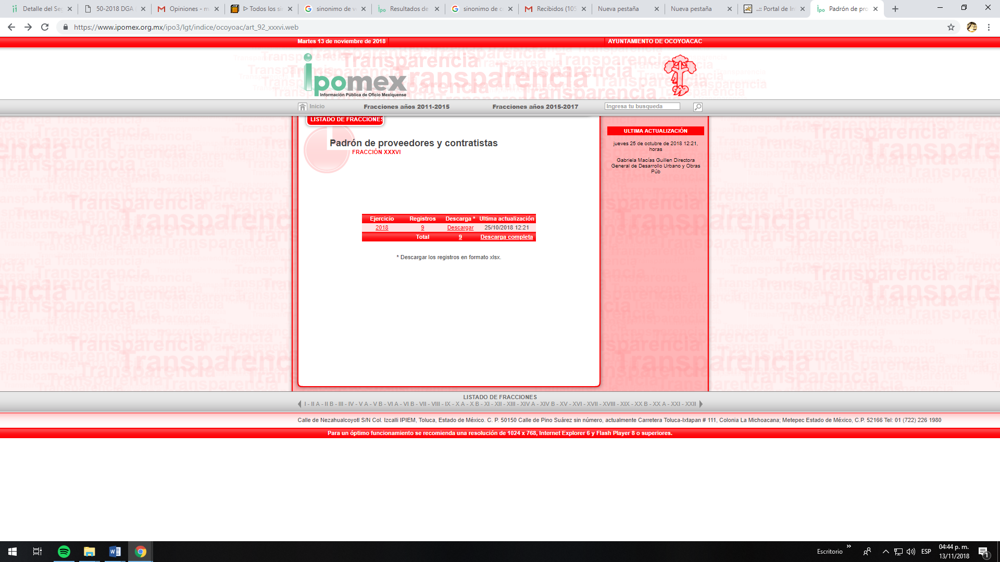 Detalle del Seg
50-2018 DGA
Opiniones - m
ᐅ Todos los si
sinonimo de v
Resultados de
sinonimo de c
Recibidos (105
Nueva pestaña
Nueva pestaña
..:: Portal de In
Padrón de pro
https://www.ipomex.org.mx/ipo3/lgt/indice/ocoyoac/art_92_xxxvi.web
Martes 13 de noviembre de 2018
AYUNTAMIENTO DE OCOYOACAC
Transparencia
ipomex
Información Pública de Oficio Mexiquense
Inicio
Fracciones años 2011-2015
Fracciones años 2015-2017
Ingresa tu busqueda
LISTADO DE FRACCIONES
Padrón de proveedores y contratistas
FRACCIÓN XXXVI
ULTIMA ACTUALIZACIÓN
jueves 25 de octubre de 2018 12:21,
horas
Gabriela Macías Guillen Directora
General de Desarrollo Urbano y Obras
Púb
Ejercicio Registros Descarga * Ultima actualización
2018 9 Descargar 25/10/2018 12:21
Total 9 Descarga completa
* Descargar los registros en formato xlsx.
LISTADO DE FRACCIONES
I - II A - II B - III - IV - V A - V B - VI A - VI B - VII - VIII - IX - X A - X B - XI - XII - XIII - XIV A - XIV B - XV - XVI - XVII - XVIII - XIX - XX B - XX A - XXI - XXII
Calle de Nezahualcoyotl S/N Col. Izcalli IPIEM, Toluca, Estado de México. C. P. 50150 Calle de Pino Suárez sin número, actualmente Carretera Toluca-Ixtapan # 111, Colonia La Michoacana; Metepec Estado de México, C.P. 52166 Tel: 01 (722) 226 1980
Para un óptimo funcionamiento se recomienda una resolución de 1024 x 768, Internet Explorer 6 y Flash Player 8 o superiores.
Escritorio
ESP
04:44 p. m.
13/11/2018
1